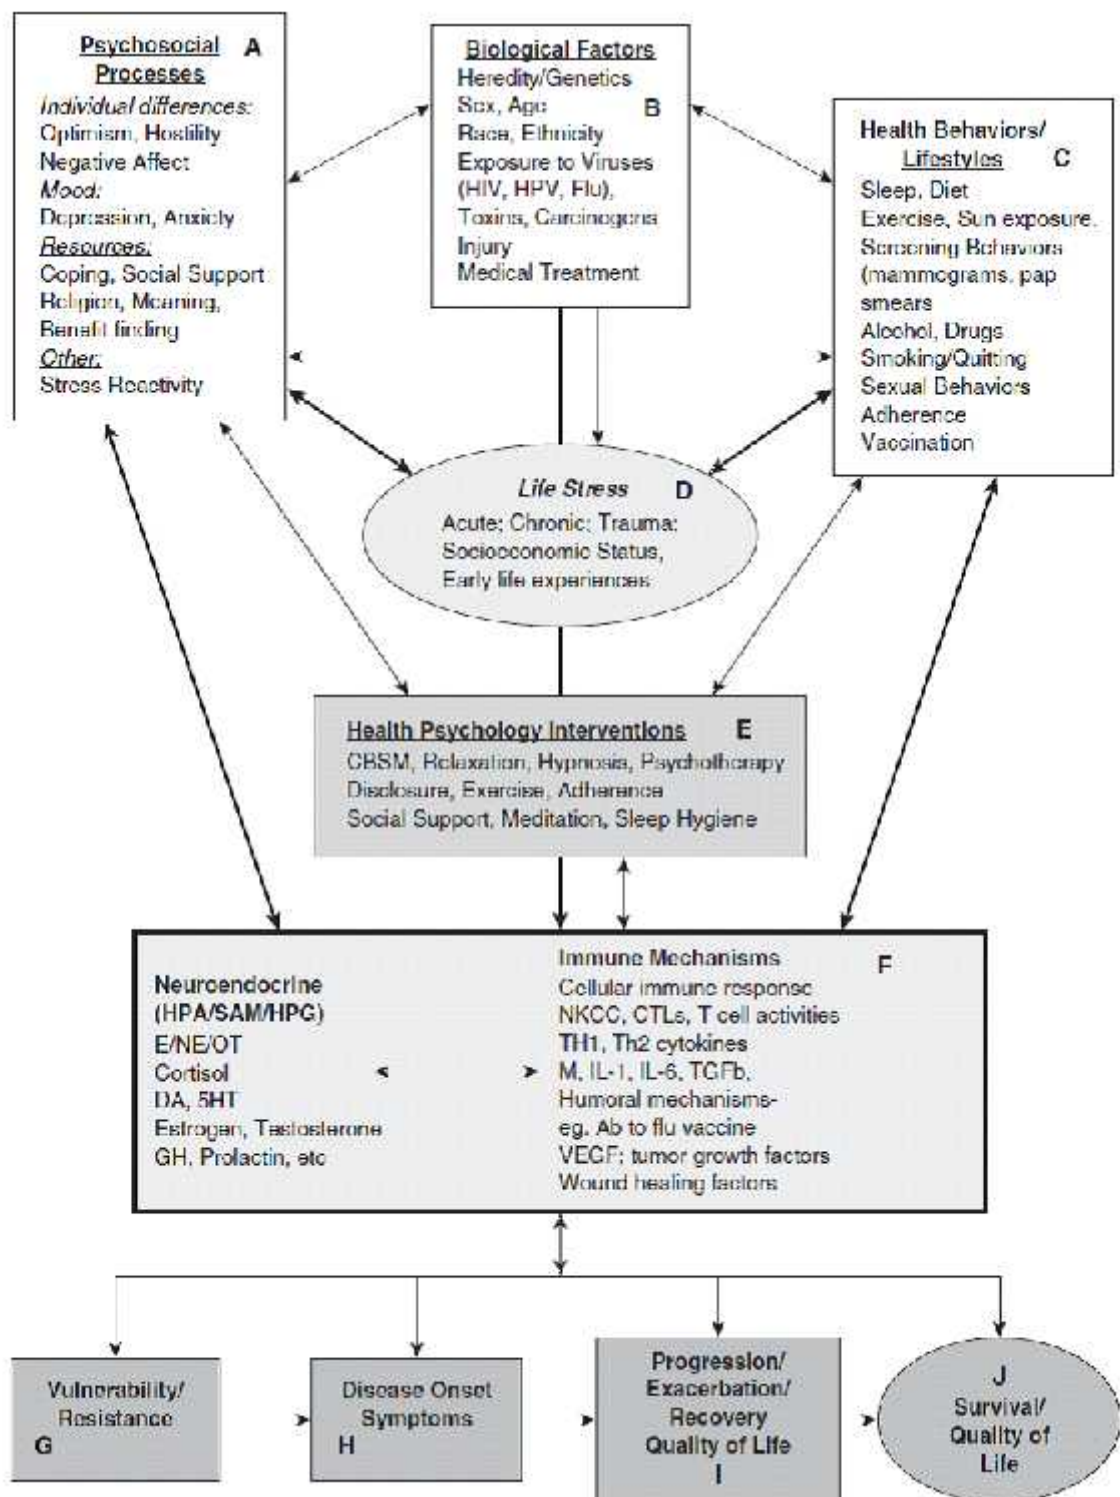 Psychosocial A
Processes
Individual differences:
Optimism, Hostility
Negative Affect
Mood:
Depression, Anxiety
Resources:
Coping, Social Support
Religion, Meaning,
Benefit finding
Other:
Stress Reactivity
Biological Factors
Heredity/Genetics
Sex, Age
B
Race, Ethnicity
Exposure to Viruses
(HIV, HPV, Flu),
Toxins, Carcinogens
Injury
Medical Treatment
Health Behaviors/
Lifestyles C
Sleep, Diet
Exercise, Sun exposure.
Screening Behaviors
(mammograms, pap
smears
Alcohol, Drugs
Smoking/Quitting
Sexual Behaviors
Adherence
Vaccination
Life Stress D
Acute; Chronic; Trauma;
Socioeconomic Status,
Early life experiences
Health Psychology Interventions E
CBSM, Relaxation, Hypnosis, Psychotherapy
Disclosure, Exercise, Adherence
Social Support, Meditation, Sleep Hygiene
Neuroendocrine
(HPA/SAM/HPG)
E/NE/OT
Cortisol
DA, 5HT
Estrogen, Testosterone
GH, Prolactin, etc
Immune Mechanisms F
Cellular immune response
NKCC, CTLs, T cell activities
TH1, Th2 cytokines
M, IL-1, IL-6, TGFb,
Humoral mechanisms-
eg. Ab to flu vaccine
VEGF; tumor growth factors
Wound healing factors
Vulnerability/
Resistance
G
Disease Onset
Symptoms
H
Progression/
Exacerbation/
Recovery
Quality of Life
I
J
Survival/
Quality of
Life